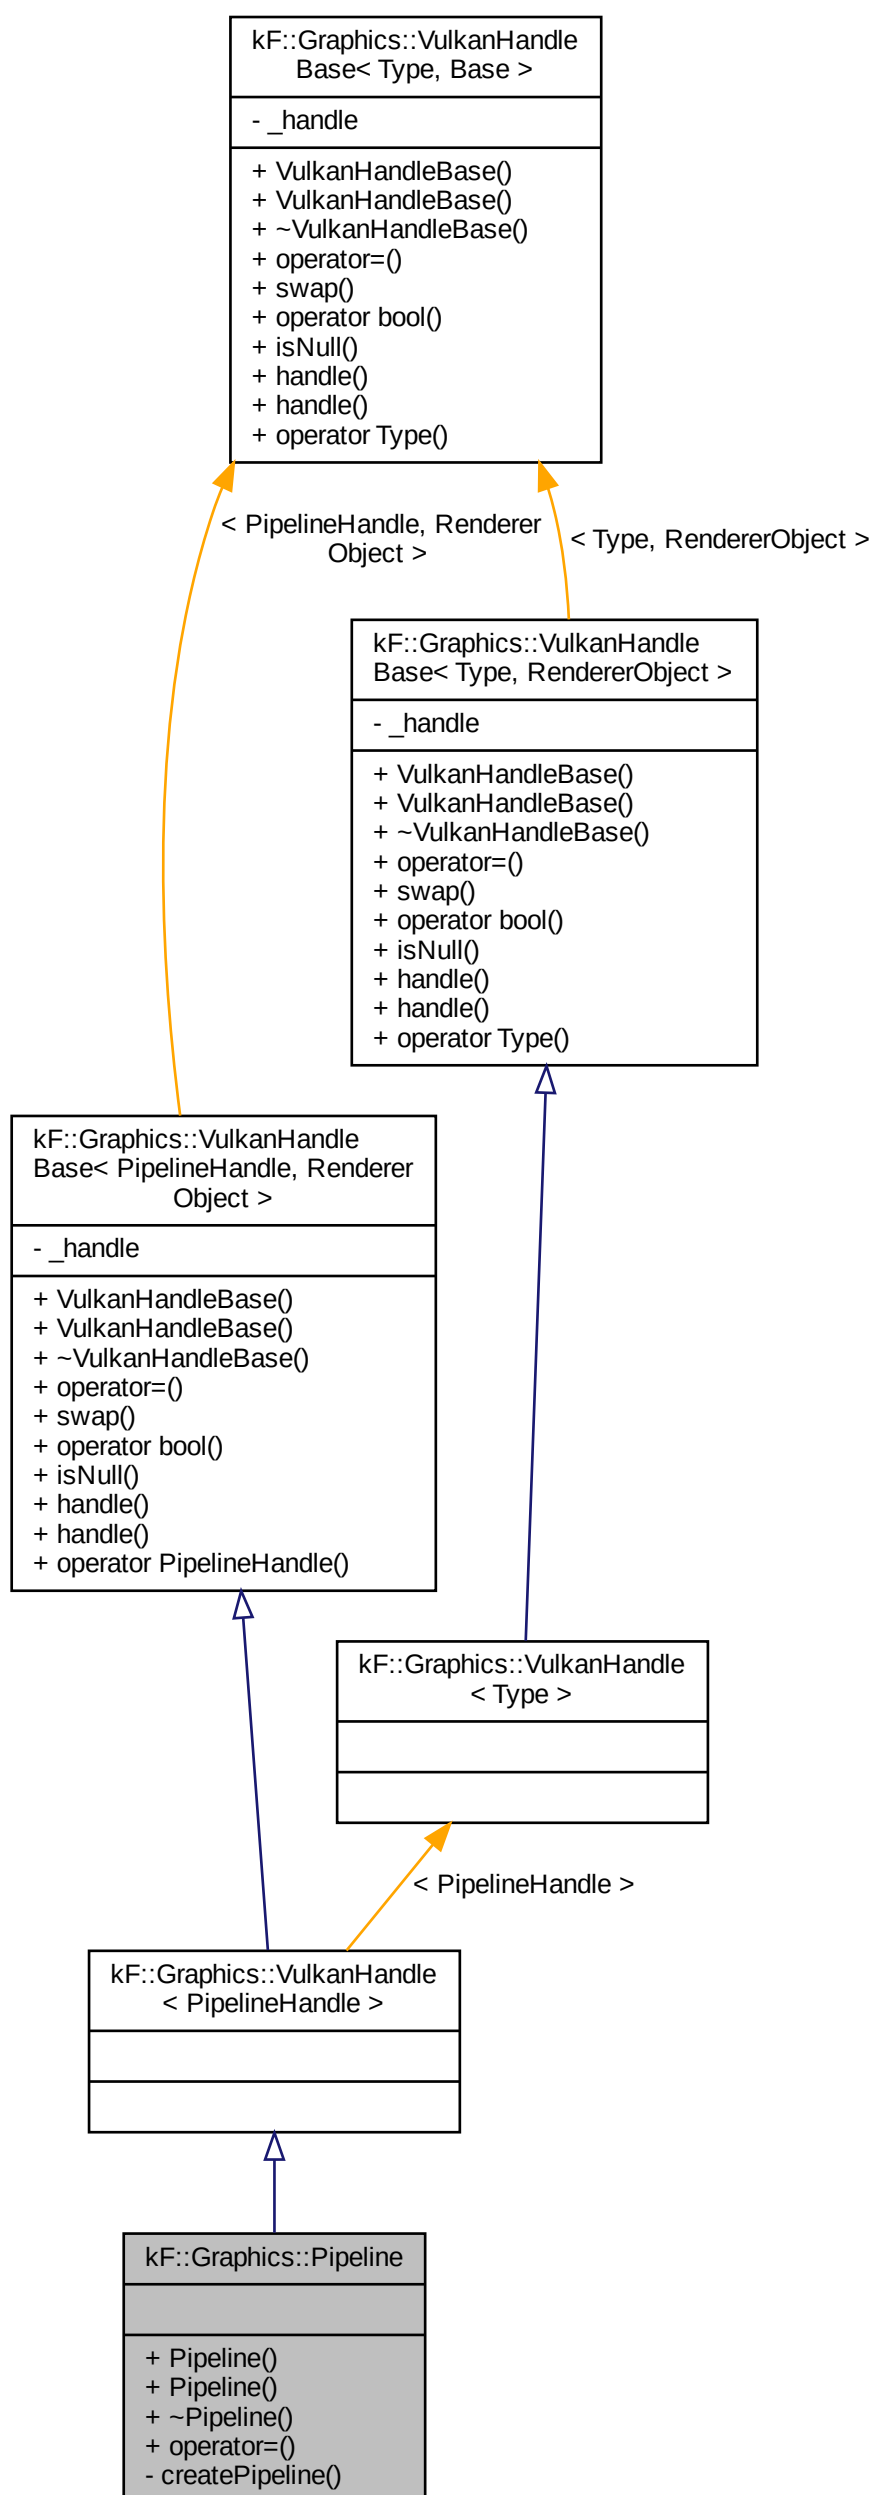 kF::Graphics::VulkanHandle
Base< Type, Base >
- _handle
+ VulkanHandleBase()
+ VulkanHandleBase()
+ ~VulkanHandleBase()
+ operator=()
+ swap()
+ operator bool()
+ isNull()
+ handle()
+ handle()
+ operator Type()
< PipelineHandle, Renderer
Object >
< Type, RendererObject >
kF::Graphics::VulkanHandle
Base< Type, RendererObject >
- _handle
+ VulkanHandleBase()
+ VulkanHandleBase()
+ ~VulkanHandleBase()
+ operator=()
+ swap()
+ operator bool()
+ isNull()
+ handle()
+ handle()
+ operator Type()
kF::Graphics::VulkanHandle
Base< PipelineHandle, Renderer
Object >
- _handle
+ VulkanHandleBase()
+ VulkanHandleBase()
+ ~VulkanHandleBase()
+ operator=()
+ swap()
+ operator bool()
+ isNull()
+ handle()
+ handle()
+ operator PipelineHandle()
kF::Graphics::VulkanHandle
< Type >
< PipelineHandle >
kF::Graphics::VulkanHandle
< PipelineHandle >
kF::Graphics::Pipeline
+ Pipeline()
+ Pipeline()
+ ~Pipeline()
+ operator=()
- createPipeline()